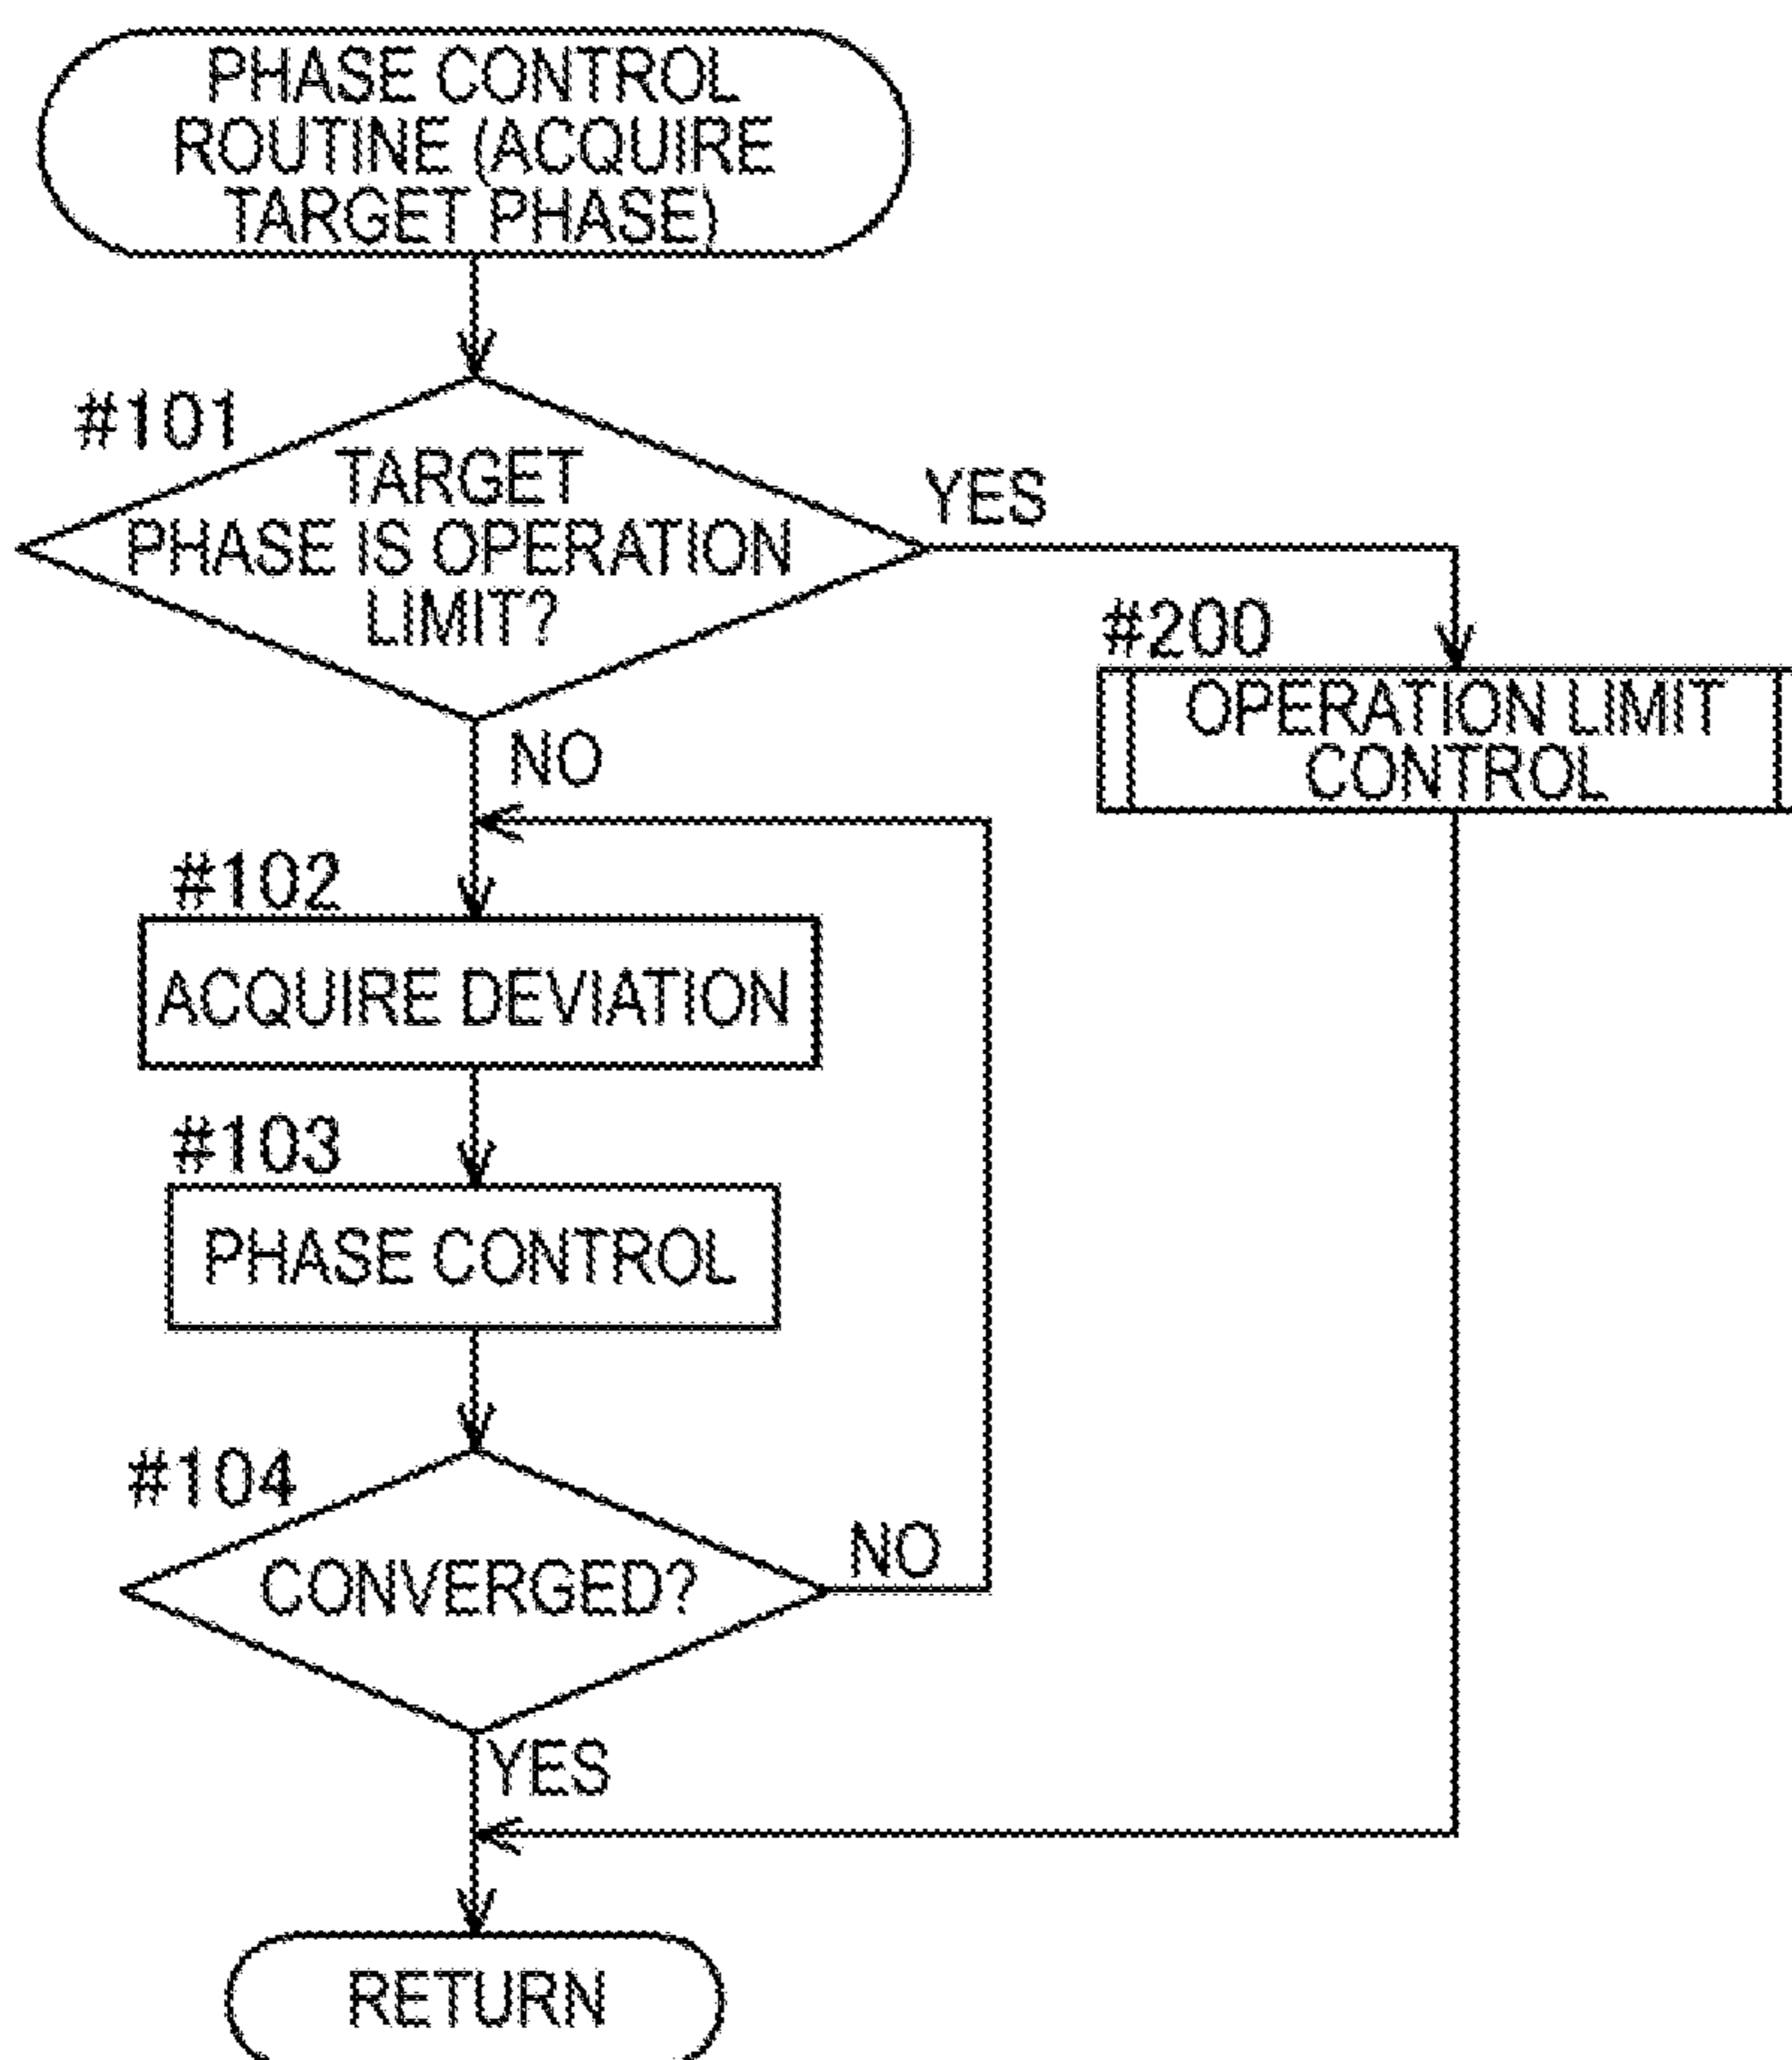 PHASE CONTROL
ROUTINE (ACQUIRE
TARGET PHASE)
#101
TARGET
PHASE IS OPERATION
LIMIT?
YES
#200
OPERATION LIMIT
CONTROL
NO
#102
ACQUIRE DEVIATION
#103
PHASE CONTROL
#104
CONVERGED?
NO
YES
RETURN